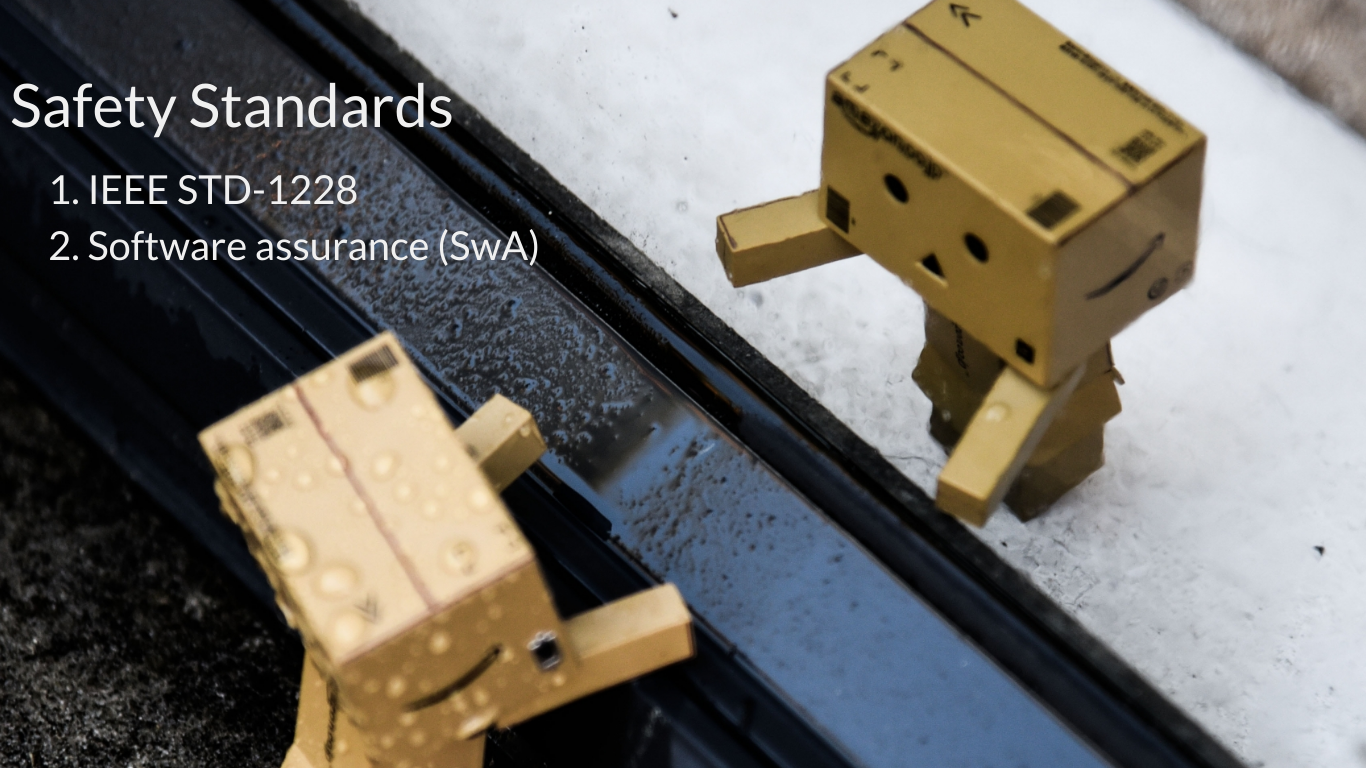 Safety Standards
1. IEEE STD-1228
2. Software assurance (SwA)